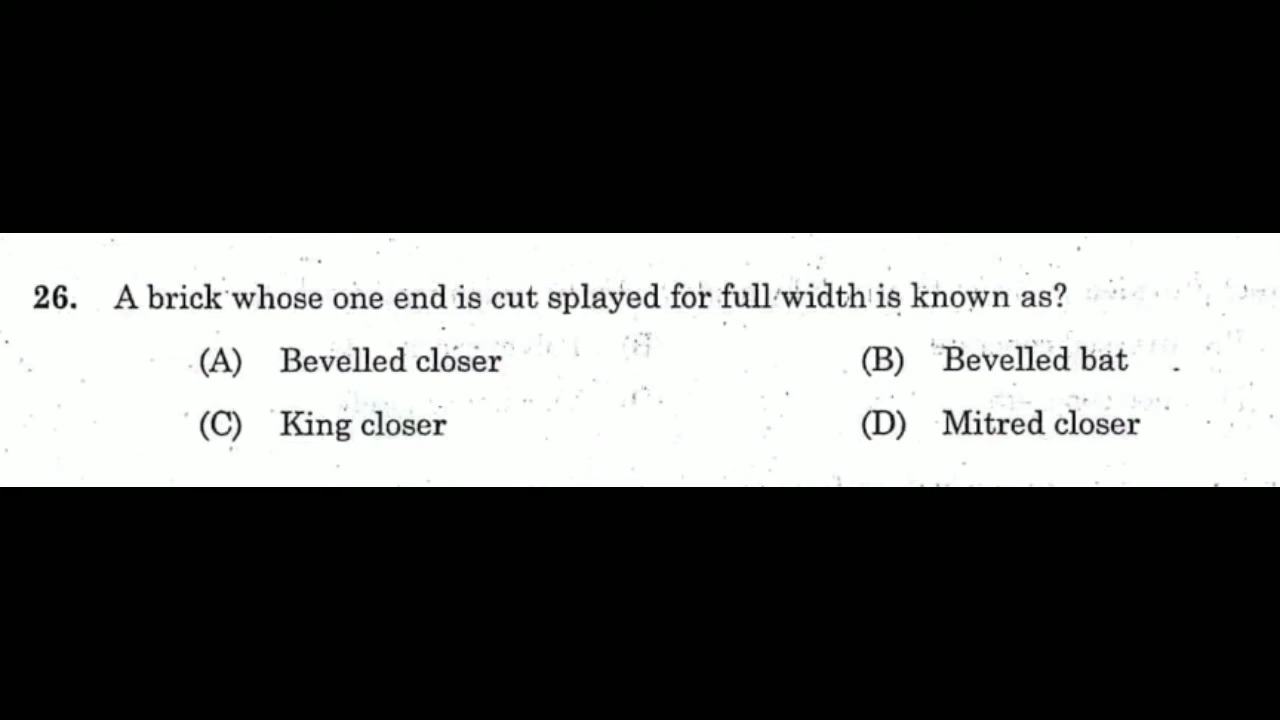 26. A brick whose one end is cut splayed for full width is known as?
(A) Bevelled closer (B) Bevelled bat
(C) King closer (D) Mitred closer